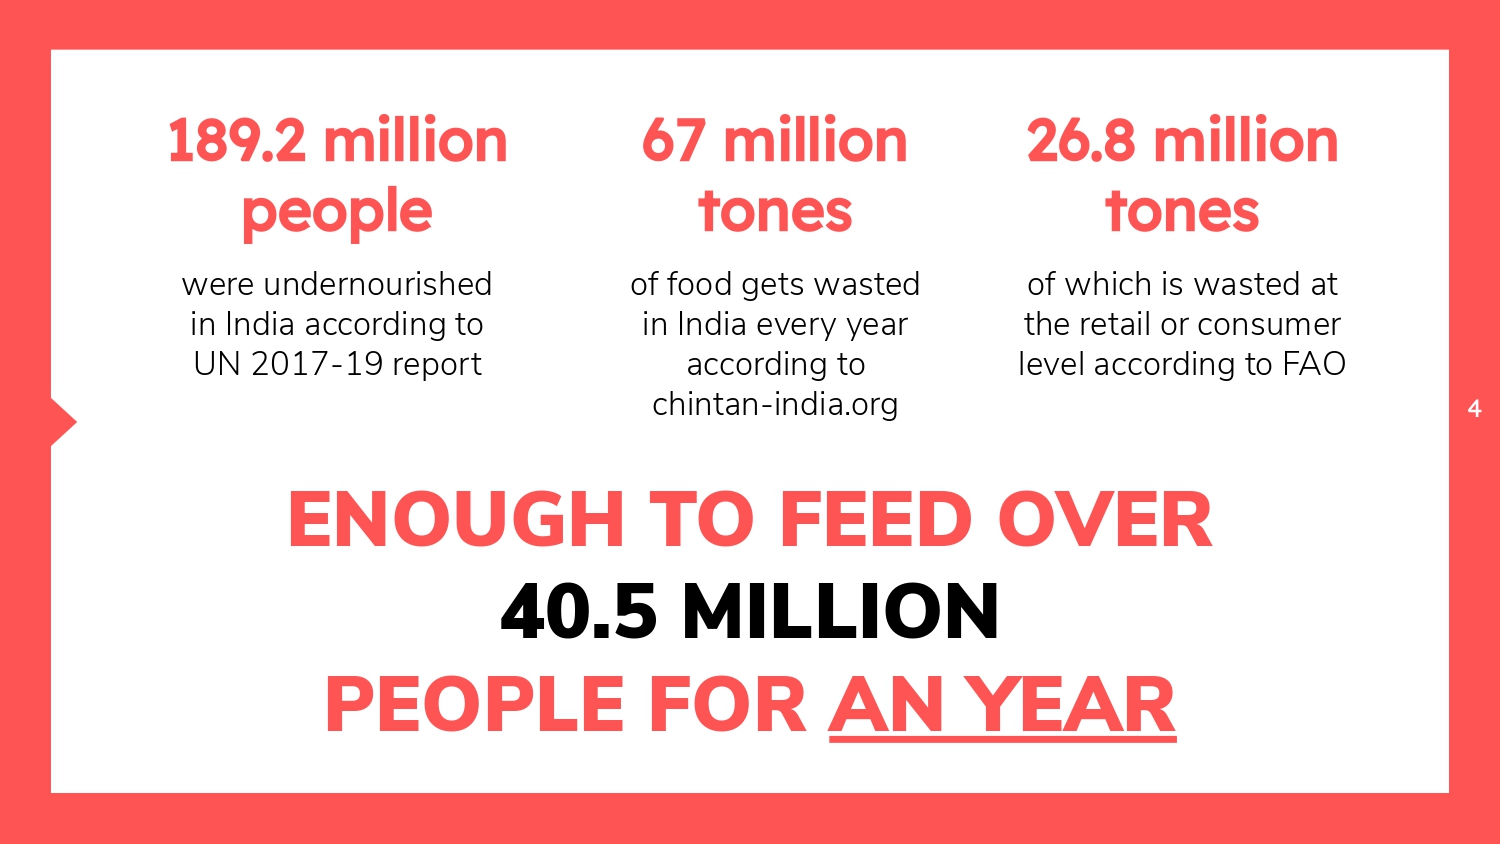 189.2 million
people
were undernourished
in India according to
UN 2017-19 report
67 million
tones
of food gets wasted
in India every year
according to
chintan-india.org
26.8 million
tones
of which is wasted at
the retail or consumer
level according to FAO
4
ENOUGH TO FEED OVER
40.5 MILLION
PEOPLE FOR AN YEAR